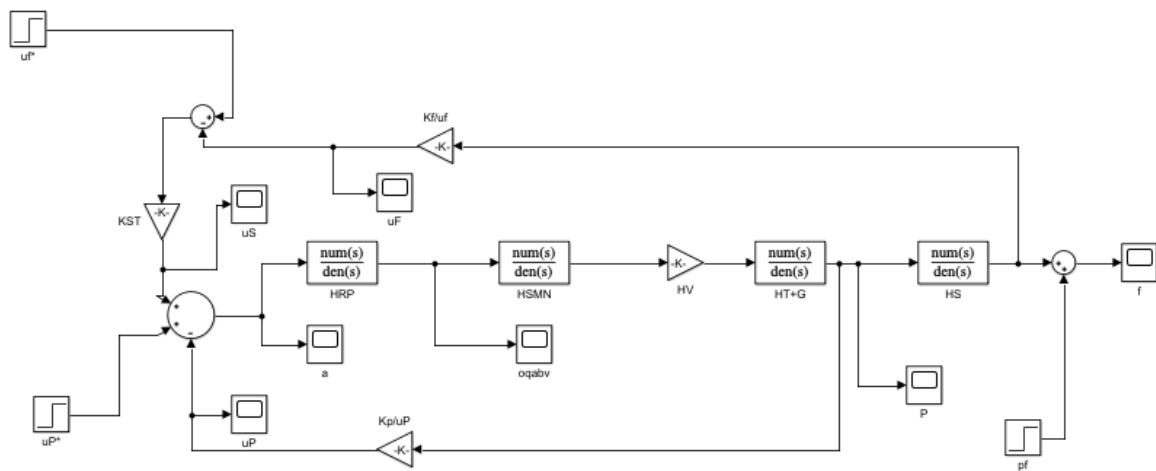 uf*
Kf/uf
-K-
uF
KST
-K-
uS
num(s)
den(s)
HRP
num(s)
den(s)
HSMN
-K-
HV
num(s)
den(s)
HT+G
num(s)
den(s)
HS
f
a
oqabv
P
uP*
uP
Kp/uP
-K-
pf